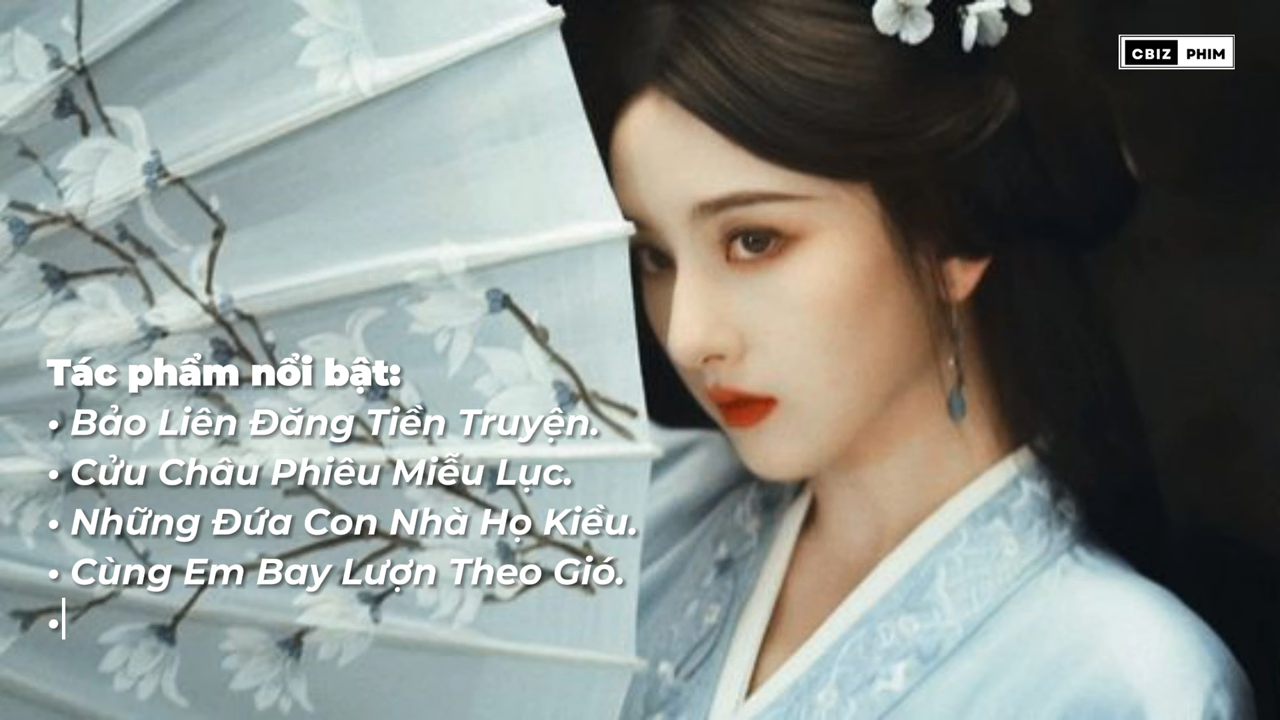 CBIZ PHIM
Tác phẩm nổi bật:
• Bảo Liên Đăng Tiền Truyện.
• Cửu Châu Phiêu Miễu Lục.
• Những Đứa Con Nhà Họ Kiều.
• Cùng Em Bay Lượn Theo Gió.
•